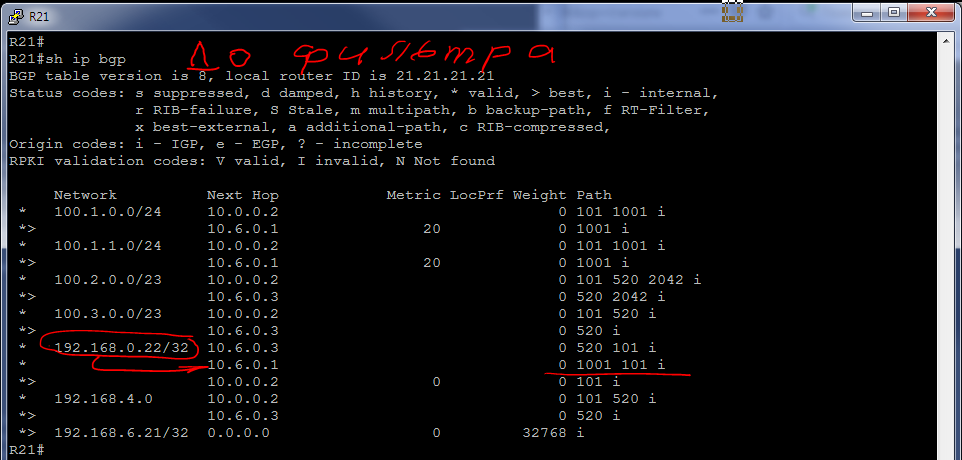 R21
R21#
R21#sh ip bgp
До фильтра
BGP table version is 8, local router ID is 21.21.21.21
Status codes: s suppressed, d damped, h history, * valid, > best, i - internal,
              r RIB-failure, S Stale, m multipath, b backup-path, f RT-Filter,
              x best-external, a additional-path, c RIB-compressed,
Origin codes: i - IGP, e - EGP, ? - incomplete
RPKI validation codes: V valid, I invalid, N Not found
     Network          Next Hop            Metric LocPrf Weight Path
 *   100.1.0.0/24     10.0.0.2                               0 101 1001 i
 *>                   10.6.0.1                20             0 1001 i
 *   100.1.1.0/24     10.0.0.2                               0 101 1001 i
 *>                   10.6.0.1                20             0 1001 i
 *   100.2.0.0/23     10.0.0.2                               0 101 520 2042 i
 *>                   10.6.0.3                               0 520 2042 i
 *   100.3.0.0/23     10.0.0.2                               0 101 520 i
 *>                   10.6.0.3                               0 520 i
 *   192.168.0.22/32  10.6.0.3                               0 520 101 i
 *                    10.6.0.1                               0 1001 101 i
 *>                   10.0.0.2                 0             0 101 i
 *   192.168.4.0      10.0.0.2                               0 101 520 i
 *>                   10.6.0.3                               0 520 i
 *>  192.168.6.21/32  0.0.0.0                  0         32768 i
R21#